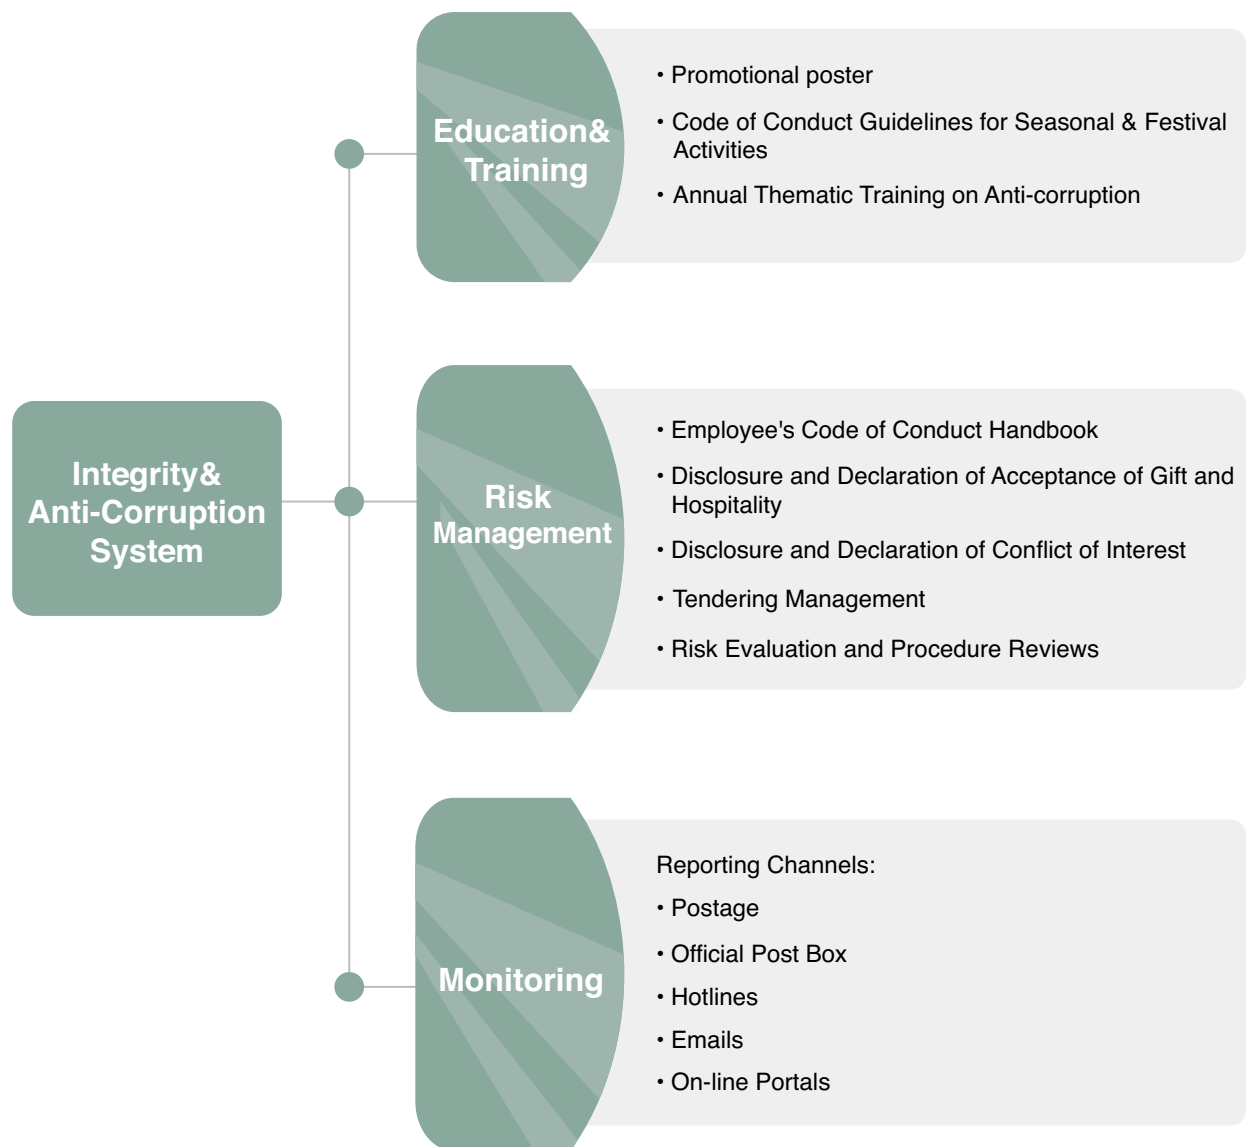 Education&
Training
• Promotional poster
• Code of Conduct Guidelines for Seasonal & Festival
Activities
• Annual Thematic Training on Anti-corruption
Integrity&
Anti-Corruption
System
Risk
Management
• Employee's Code of Conduct Handbook
• Disclosure and Declaration of Acceptance of Gift and
Hospitality
• Disclosure and Declaration of Conflict of Interest
• Tendering Management
• Risk Evaluation and Procedure Reviews
Monitoring
Reporting Channels:
• Postage
• Official Post Box
• Hotlines
• Emails
• On-line Portals